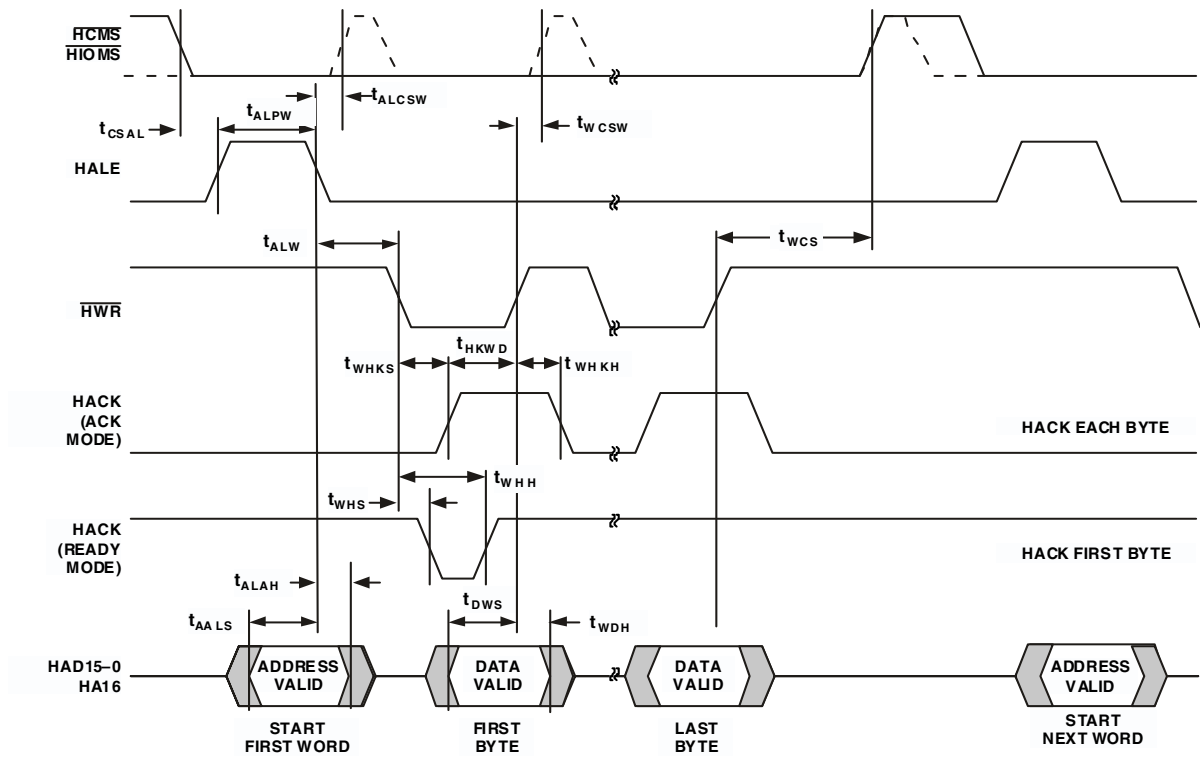 HCMS
HIOMS
tALCSW
tALPW
tCSAL
tWCSW
HALE
tALW
tWCS
HWR
tHKWD
tWHKS
tWHKH
HACK
(ACK
MODE)
HACK EACH BYTE
tWHH
tWHS
HACK
(READY
MODE)
HACK FIRST BYTE
tALAH
tDWS
tAALS
tWDH
HAD15–0
HA16
ADDRESS
VALID
DATA
VALID
DATA
VALID
ADDRESS
VALID
START
FIRST WORD
FIRST
BYTE
LAST
BYTE
START
NEXT WORD